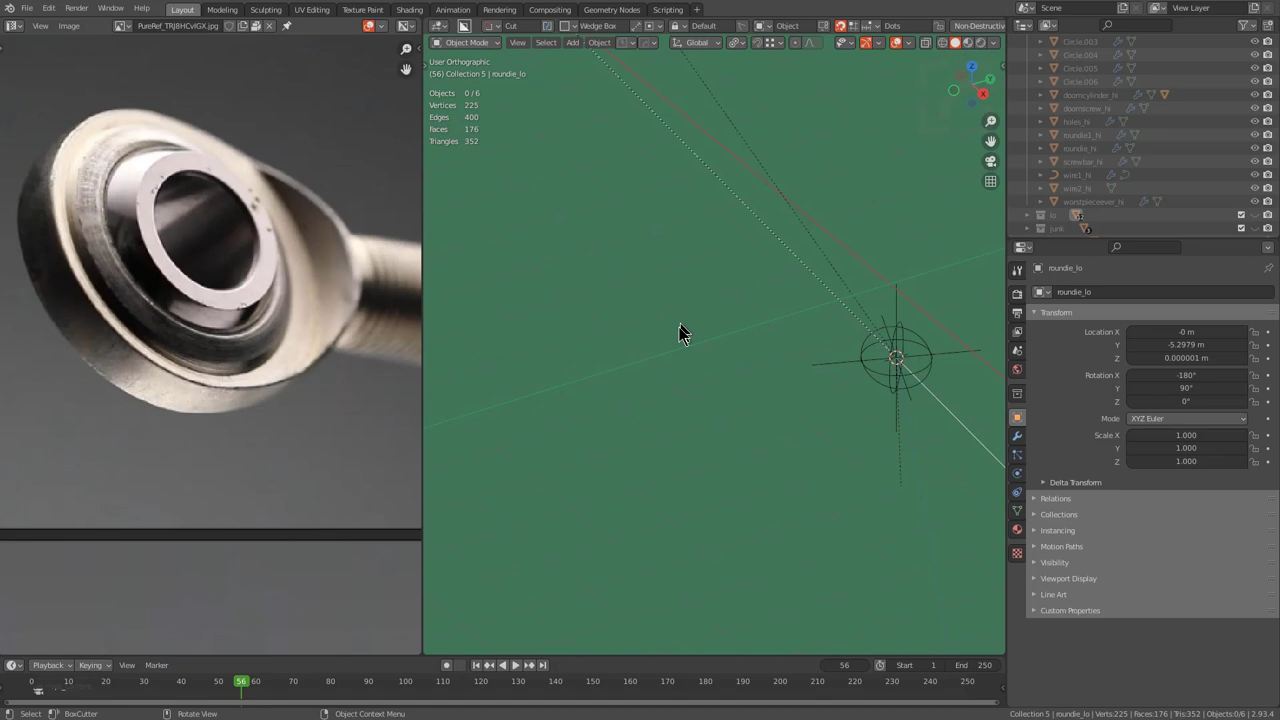 File Edit Render Window Help Layout Modeling Sculpting UV Editing Texture Paint Shading Animation Rendering Compositing Geometry Nodes Scripting Scene View Layer
View Image PureRef_TRJ8HCvlGX.jpg Cut Wedge Box Default Object Dots Non-Destructiv
Object Mode View Select Add Object Global
User Orthographic
(56) Collection 5 | roundie_lo
Objects 0/6
Vertices 225
Edges 400
Faces 176
Triangles 352
Z
Y
X
Circle.003
Circle.004
Circle.005
Circle.006
doomcylinder_hi
doomscrew_hi
holes_hi
roundie1_hi
roundie_hi
screwbar_hi
wire1_hi
wire2_hi
worstpieceever_hi
lo
junk
roundie_lo
roundie_lo
Transform
Location X -0 m
Y -5.2979 m
Z 0.000001 m
Rotation X -180°
Y 90°
Z 0°
Mode XYZ Euler
Scale X 1.000
Y 1.000
Z 1.000
Delta Transform
Relations
Collections
Instancing
Motion Paths
Visibility
Viewport Display
Line Art
Custom Properties
Playback Keying View Marker 56 Start 1 End 250
0 10 20 30 40 50 56 60 70 80 90 100 110 120 130 140 150 160 170 180 190 200 210 220 230 240 250
Select BoxCutter Rotate View Object Context Menu Collection 5 | roundie_lo | Verts:225 | Faces:176 | Tris:352 | Objects:0/6 | 2.93.4